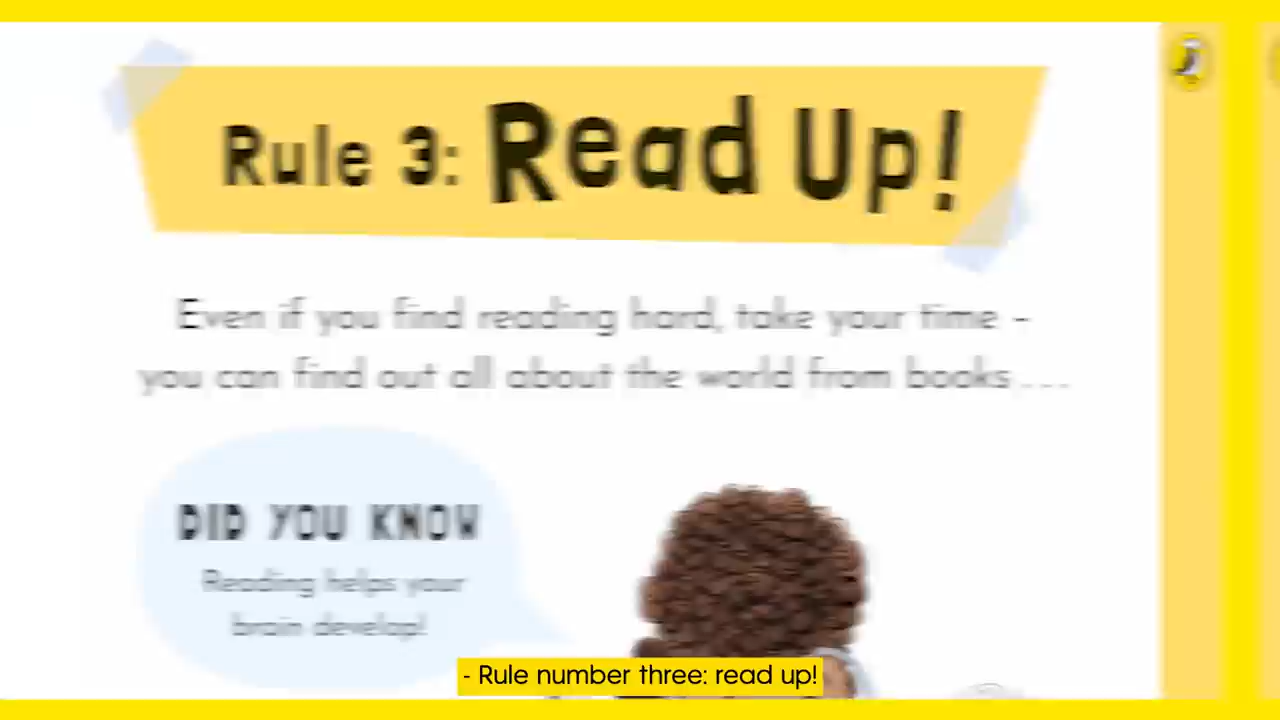 Rule 3: Read Up!
Even if you find reading hard, take your time –
you can find out all about the world from books . . .
DID YOU KNOW
Reading helps your
brain develop!
- Rule number three: read up!